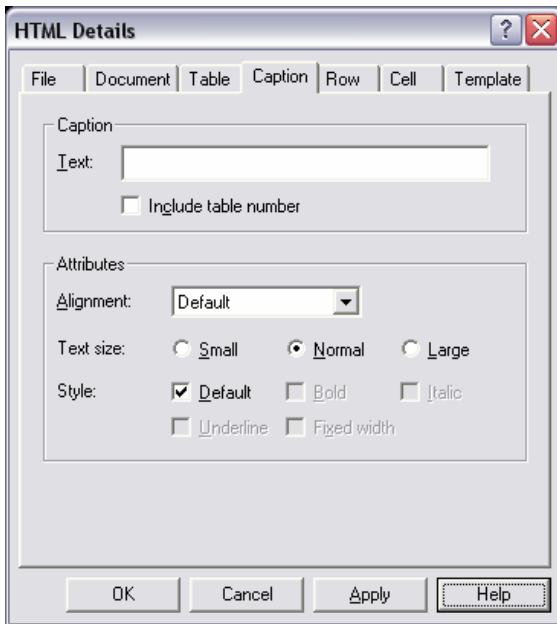 HTML Details
File Document Table Caption Row Cell Template
Caption
Text:
Include table number
Attributes
Alignment: Default
Text size: Small Normal Large
Style: Default Bold Italic
Underline Fixed width
OK Cancel Apply Help